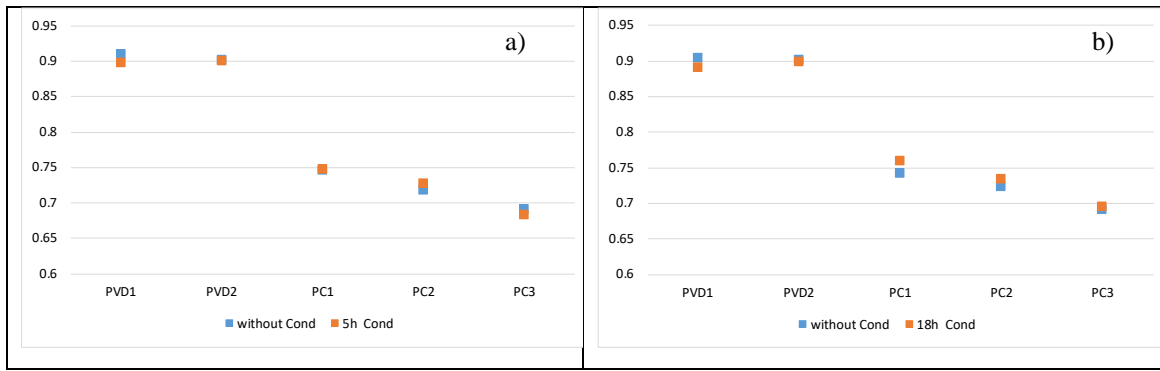 a)
0.95
0.9
0.85
0.8
0.75
0.7
0.65
0.6
PVD1 PVD2 PC1 PC2 PC3
without Cond 5h Cond
b)
0.95
0.9
0.85
0.8
0.75
0.7
0.65
0.6
PVD1 PVD2 PC1 PC2 PC3
without Cond 18h Cond